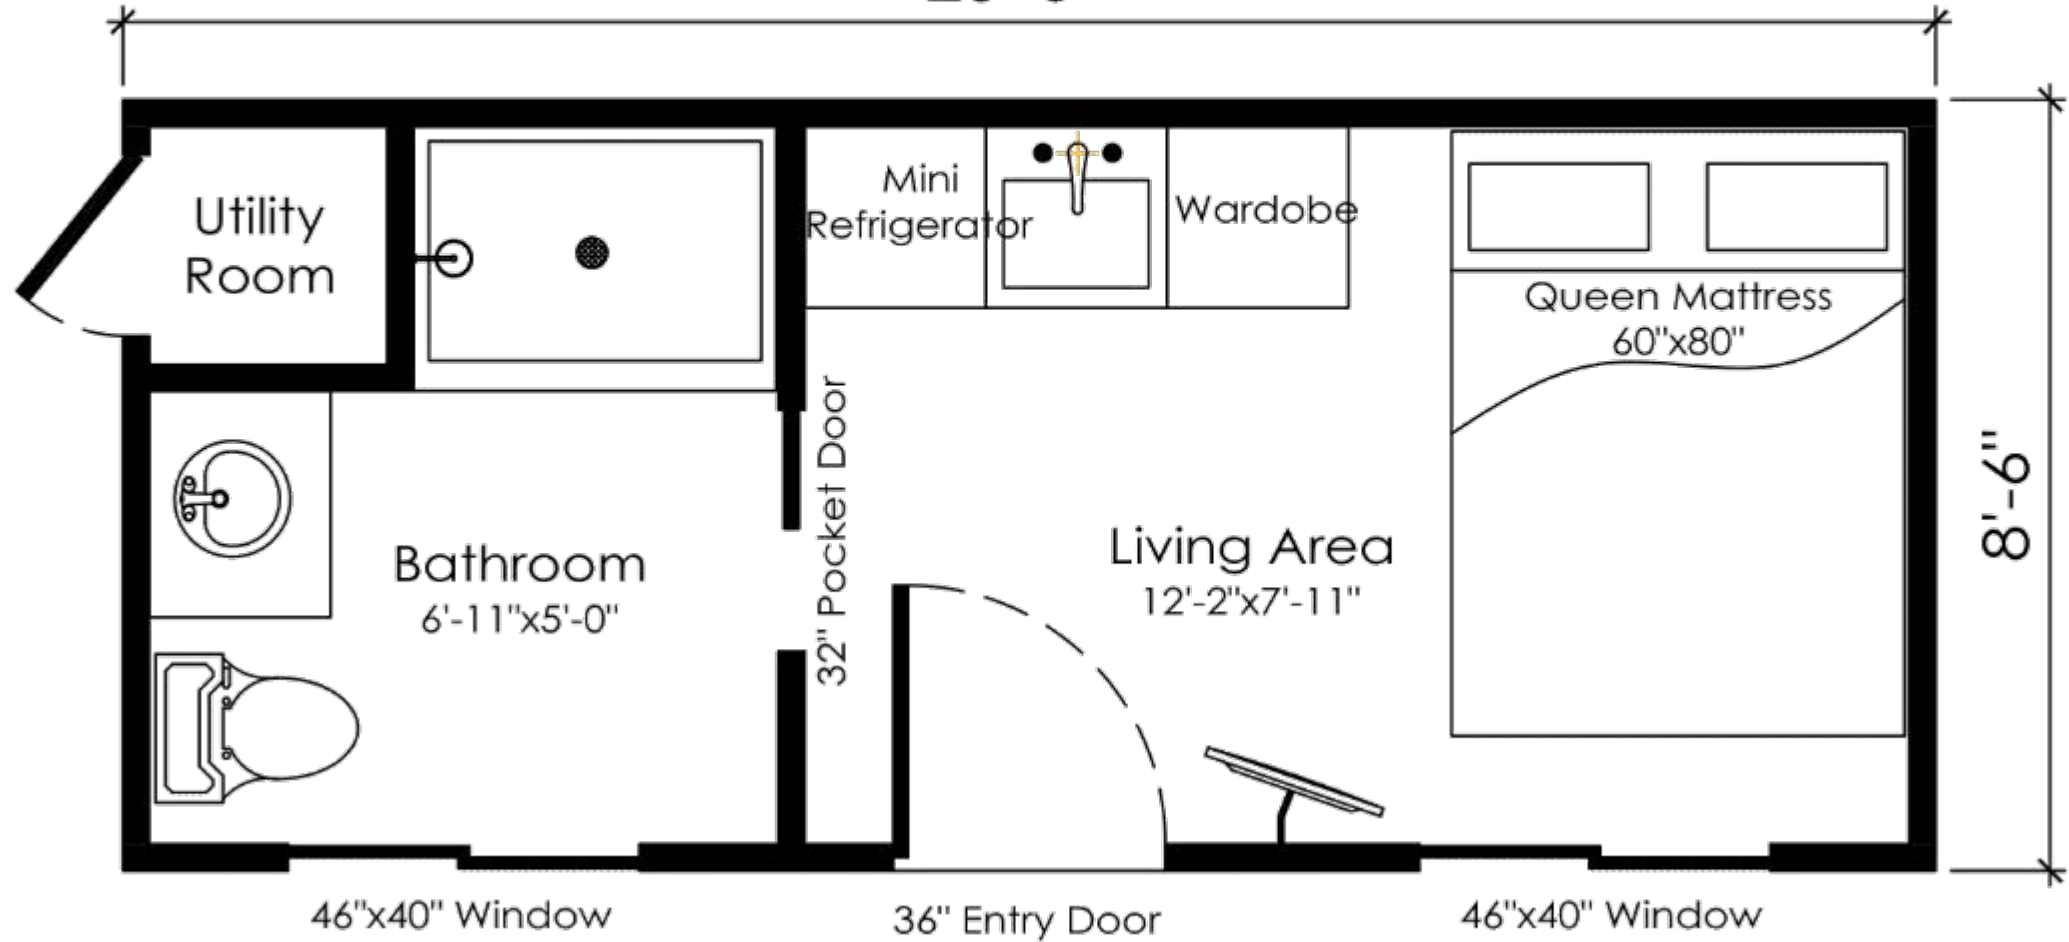 Utility
Room
Mini
Refrigerator
Wardobe
Queen Mattress
60"x80"
8'-6"
32" Pocket Door
Bathroom
6'-11"x5'-0"
Living Area
12'-2"x7'-11"
46"x40" Window
36" Entry Door
46"x40" Window